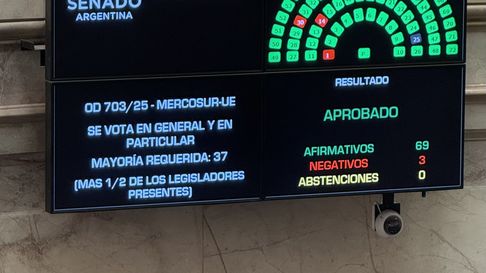 SENADO
ARGENTINA
OD 703/25 - MERCOSUR-UE
SE VOTA EN GENERAL Y EN
PARTICULAR
MAYORÍA REQUERIDA: 37
(MAS 1/2 DE LOS LEGISLADORES
PRESENTES)
RESULTADO
APROBADO
AFIRMATIVOS 69
NEGATIVOS 3
ABSTENCIONES 0